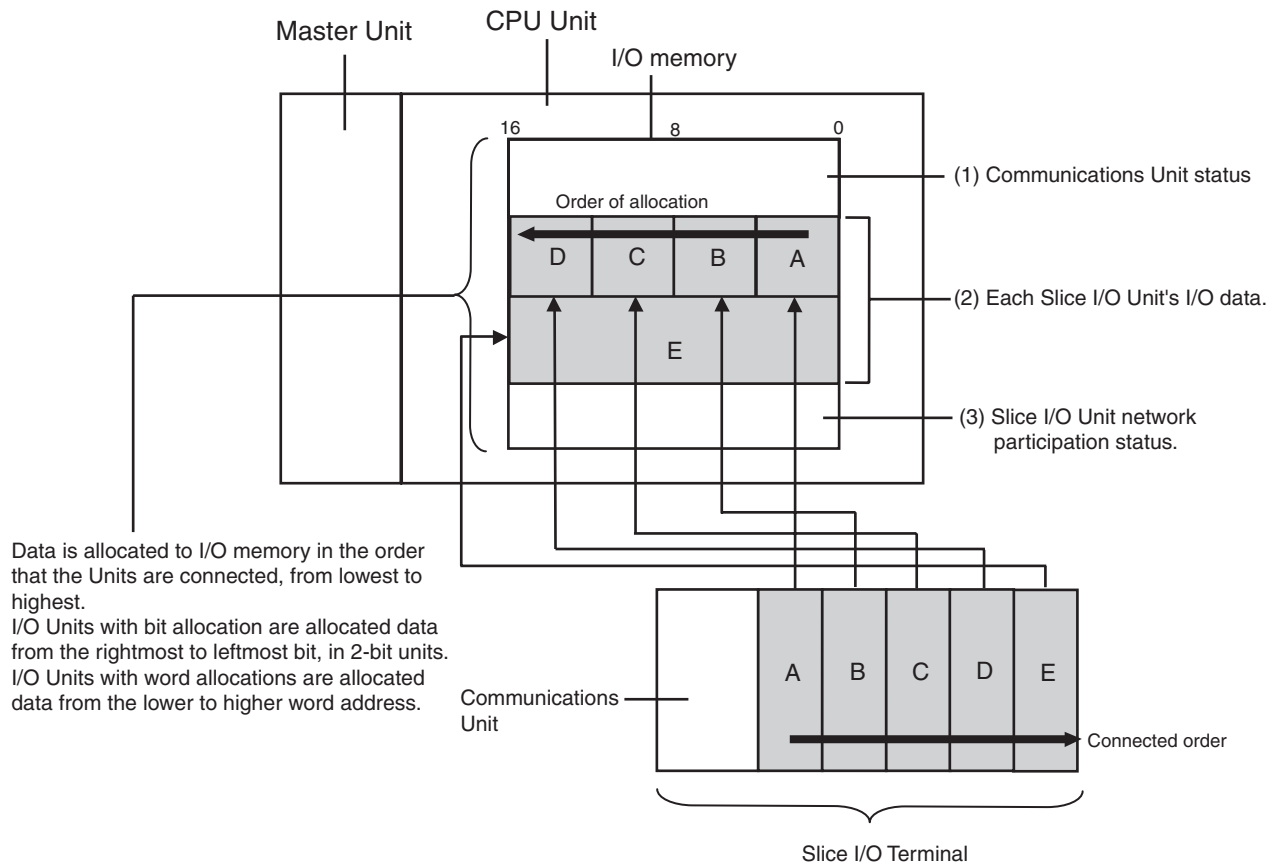 CPU Unit
Master Unit
I/O memory
16
8
0
(1) Communications Unit status
Order of allocation
D
C
B
A
(2) Each Slice I/O Unit's I/O data.
E
(3) Slice I/O Unit network
participation status.
Data is allocated to I/O memory in the order
that the Units are connected, from lowest to
highest.
I/O Units with bit allocation are allocated data
from the rightmost to leftmost bit, in 2-bit units.
I/O Units with word allocations are allocated
data from the lower to higher word address.
Communications
Unit
A
B
C
D
E
Connected order
Slice I/O Terminal